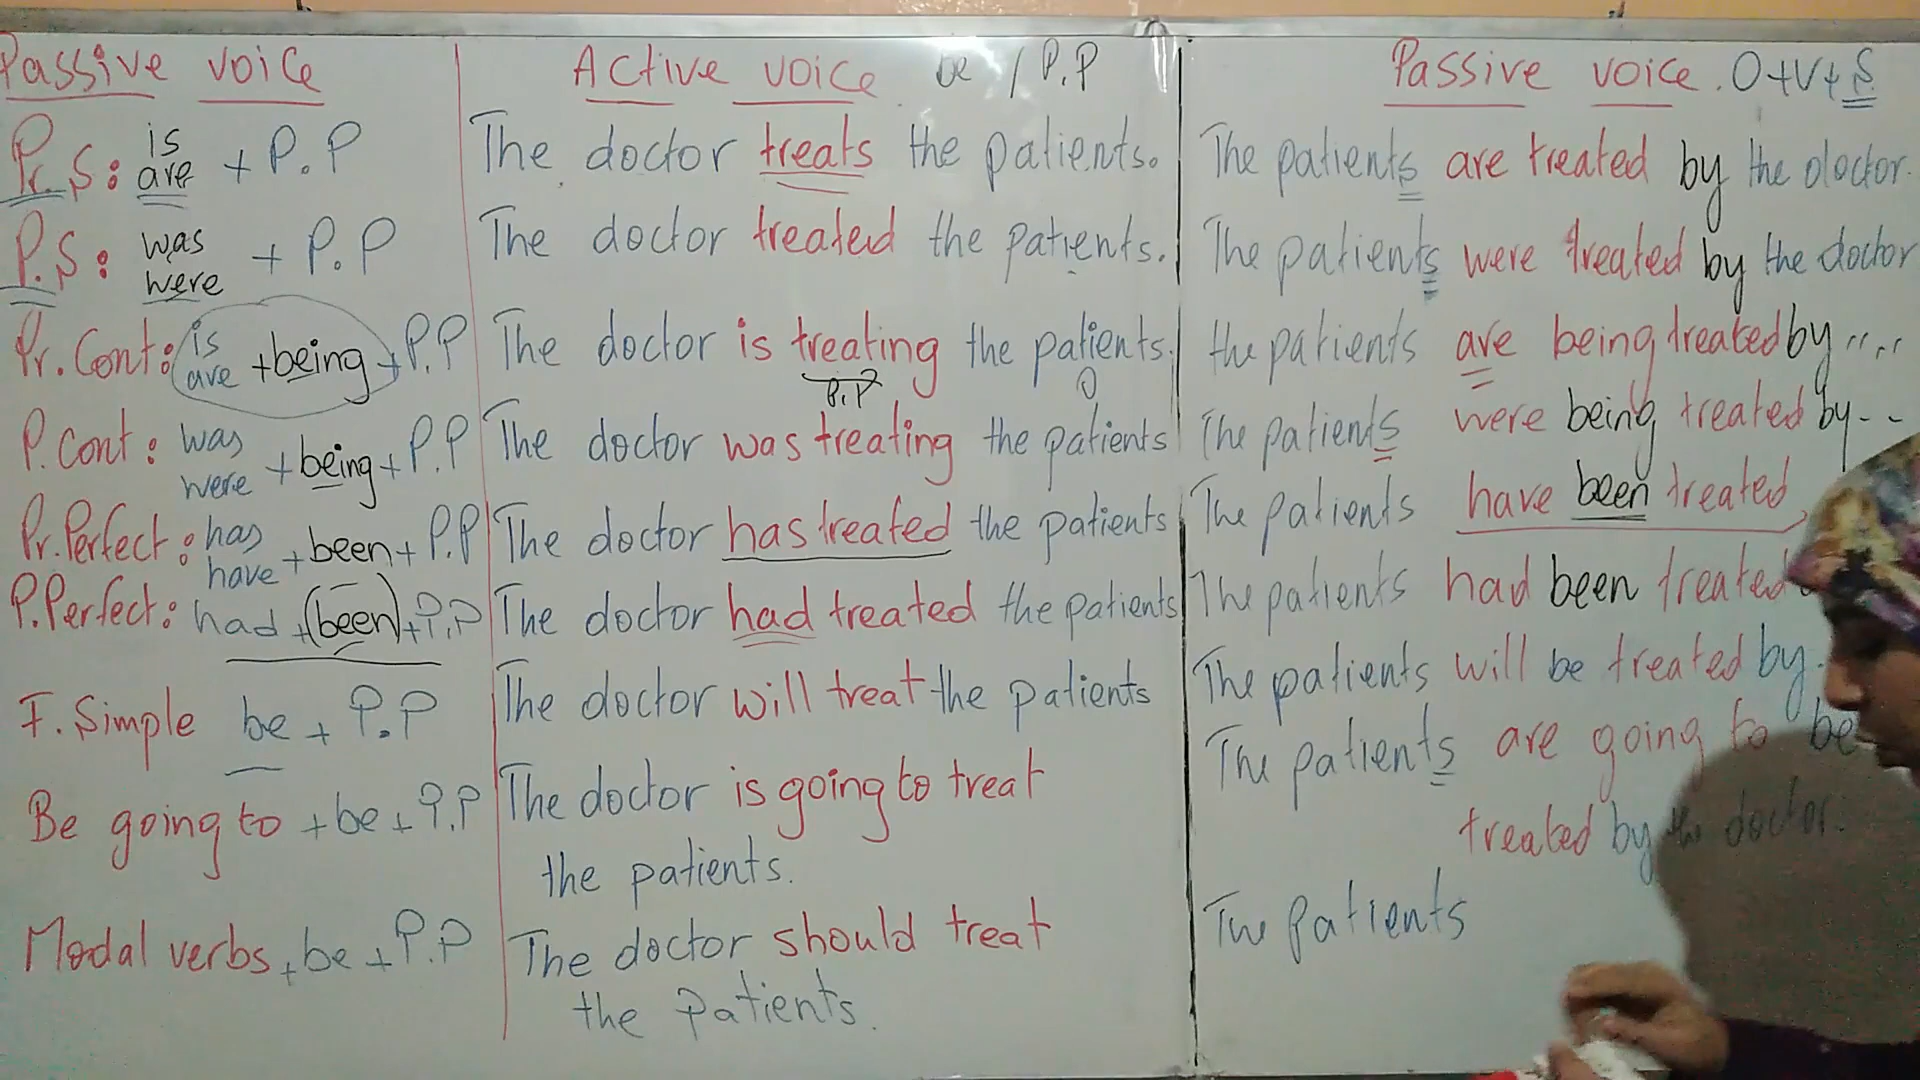 Passive voice
Pr.S: is
are + P.P
P.S: was
were + P.P
Pr.Cont: is
are +being+P.P
P.Cont: was
were +being+P.P
Pr.Perfect: has
have +been+P.P
P.Perfect: had +(been)+P.P
F.Simple be + P.P
Be going to +be+P.P
Modal verbs+be+P.P
Active voice be / P.P
The doctor treats the patients.
The doctor treated the patients.
The doctor is treating the patients.
P.P O
The doctor was treating the patients
The doctor has treated the patients
The doctor had treated the patients
The doctor will treat the patients
The doctor is going to treat
the patients.
The doctor should treat
the patients.
Passive voice. O+V+S
The patients are treated by the doctor.
The patients were treated by the doctor
the patients are being treated by....
The patients were being treated by--
The patients have been treated
The patients had been treated
The patients will be treated by.
The patients are going to be
treated by the doctor.
The patients